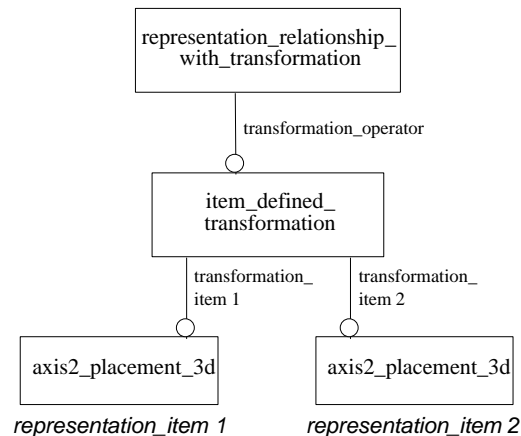 representation_relationship_
with_transformation
transformation_operator
item_defined_
transformation
transformation_
item 1
transformation_
item 2
axis2_placement_3d
axis2_placement_3d
representation_item 1
representation_item 2